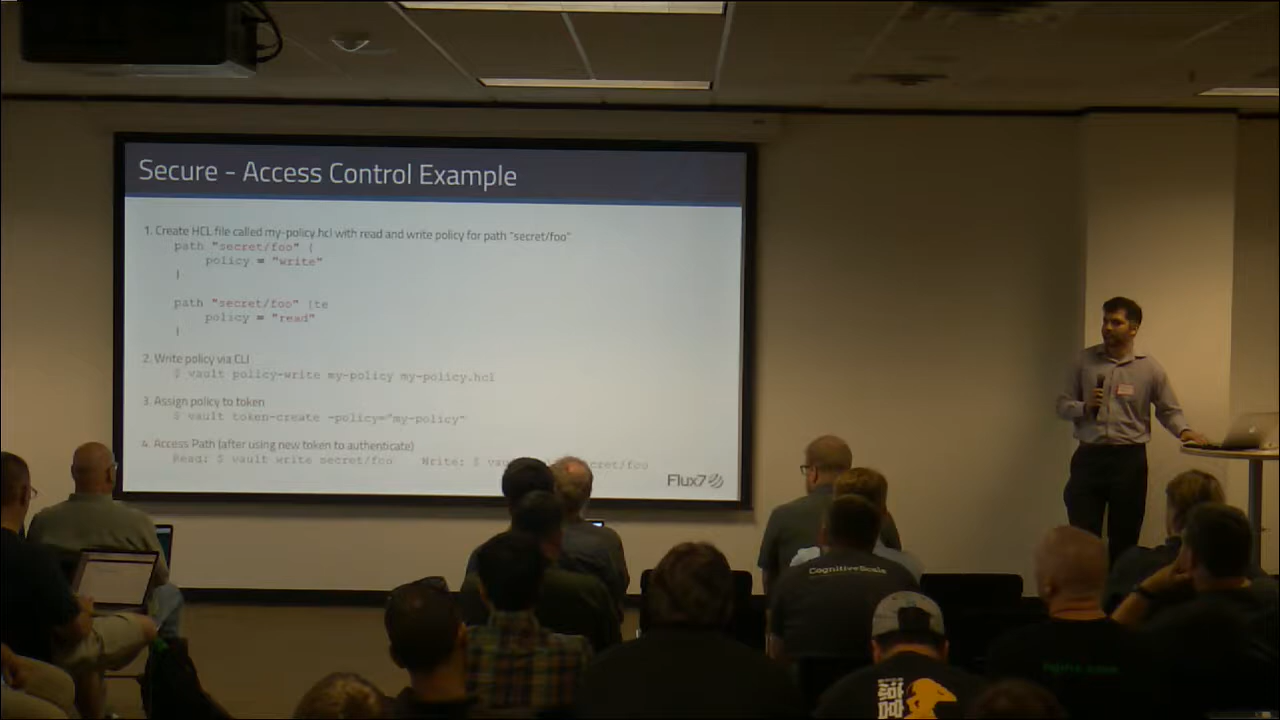 Secure - Access Control Example
1. Create HCL file called my-policy.hcl with read and write policy for path "secret/foo"
path "secret/foo" {
policy = "write"
}
path "secret/foo" {te
policy = "read"
}
2. Write policy via CLI
$ vault policy-write my-policy my-policy.hcl
3. Assign policy to token
$ vault token-create -policy="my-policy"
4. Access Path (after using new token to authenticate)
Read: $ vault write secret/foo Write: $
Flux7
CognitiveScale